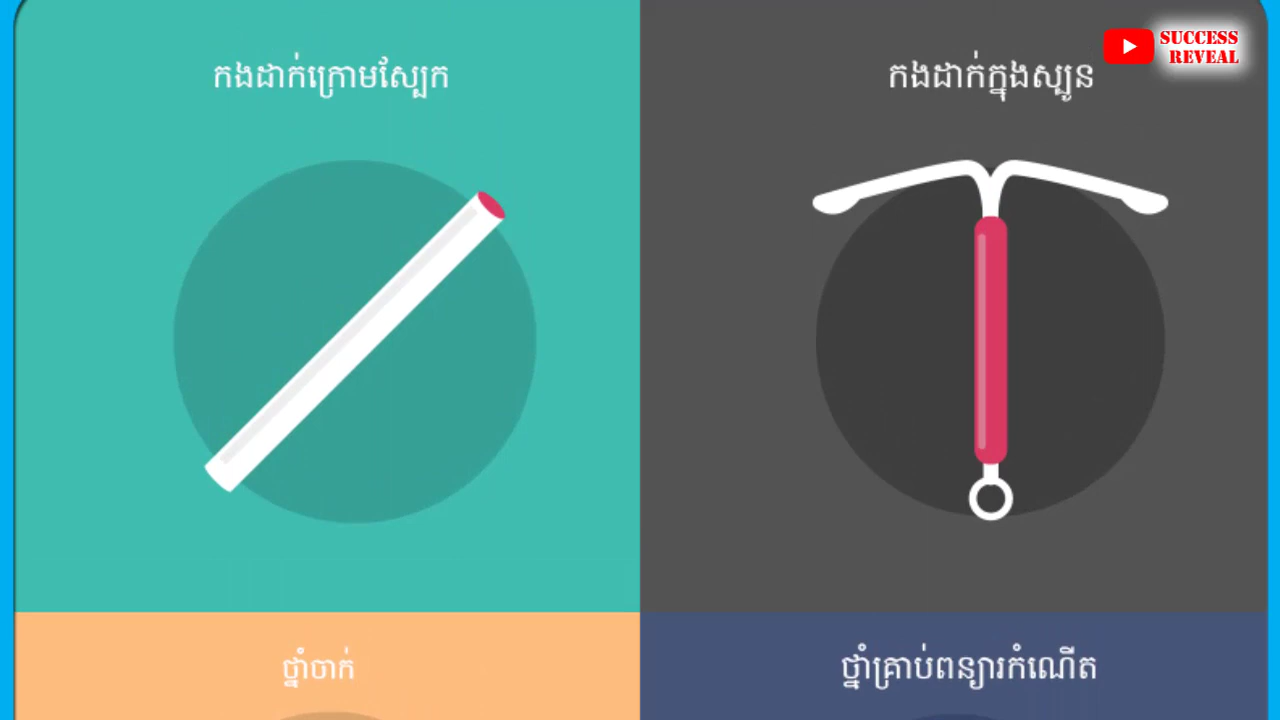 កងដាក់ក្រោមស្បែក
កងដាក់ក្នុងស្បូន
SUCCESS
REVEAL
ថ្នាំចាក់
ថ្នាំគ្រាប់ពន្យារកំណើត